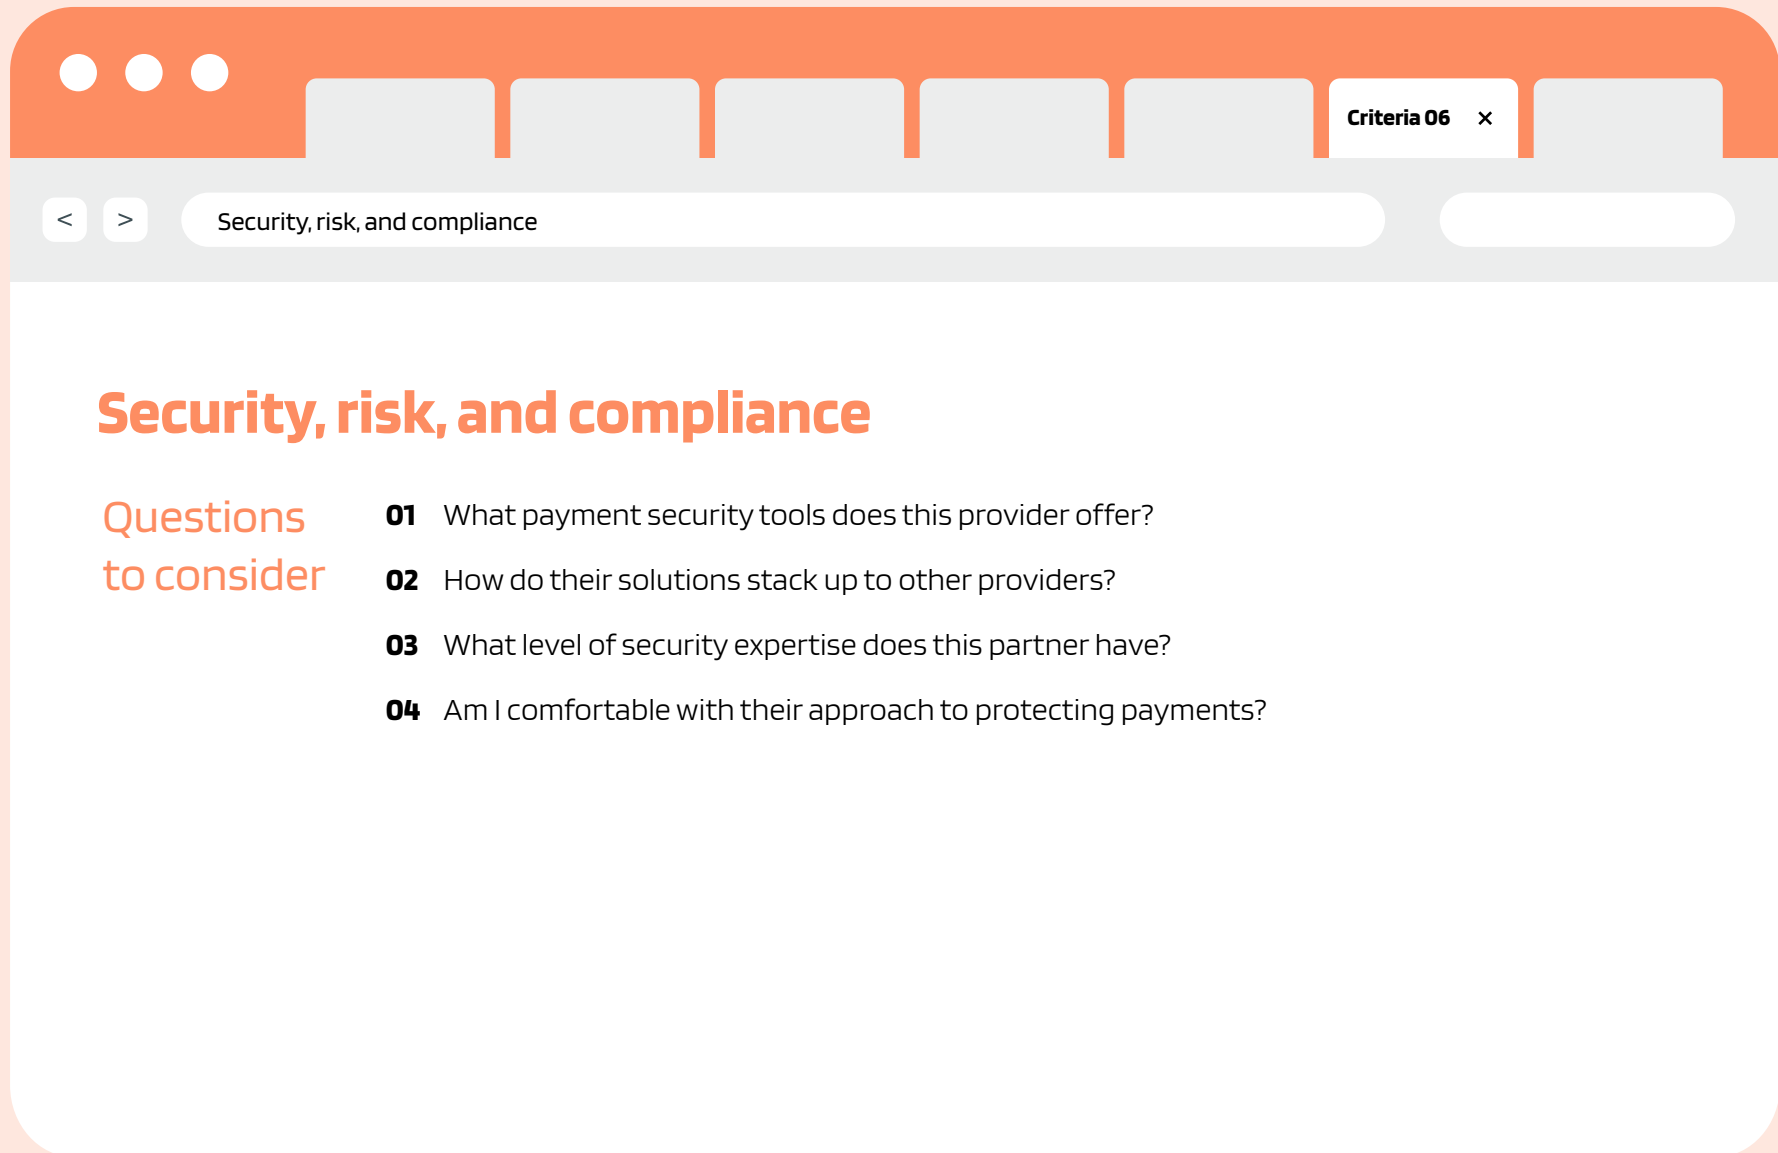 Criteria 06 ×
< > Security, risk, and compliance
Security, risk, and compliance
Questions
to consider
01 What payment security tools does this provider offer?
02 How do their solutions stack up to other providers?
03 What level of security expertise does this partner have?
04 Am I comfortable with their approach to protecting payments?